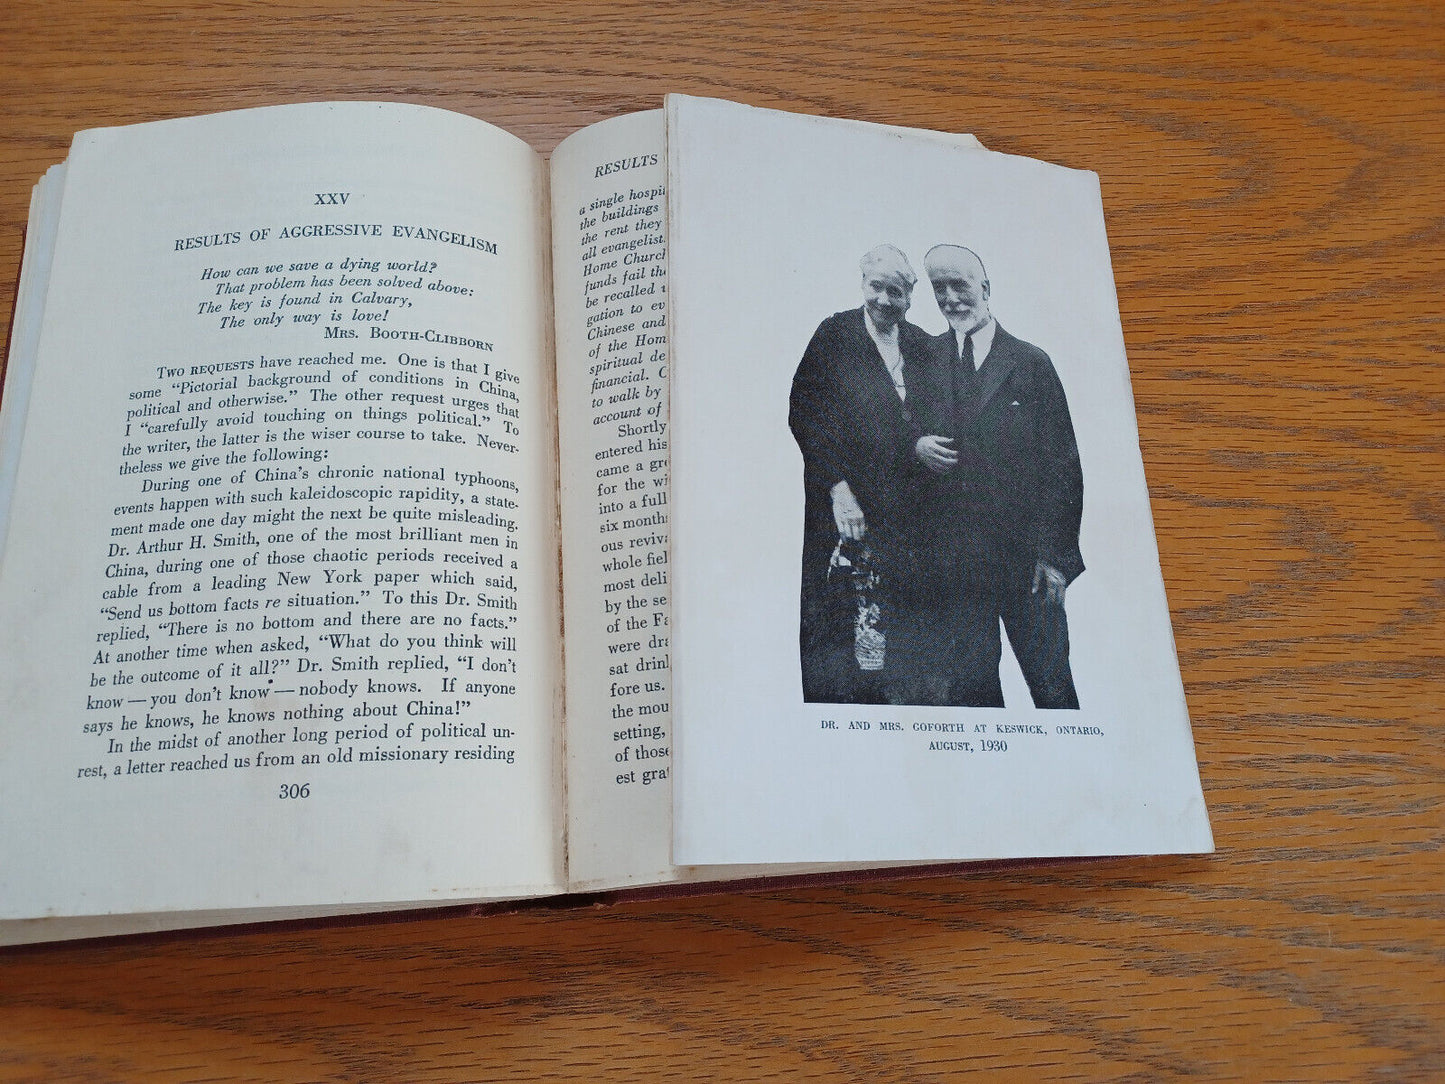 XXV
RESULTS OF AGGRESSIVE EVANGELISM
How can we save a dying world?
That problem has been solved above:
The key is found in Calvary,
The only way is love!
MRS. BOOTH-CLIBBORN
TWO REQUESTS have reached me. One is that I give
some "Pictorial background of conditions in China,
political and otherwise." The other request urges that
I "carefully avoid touching on things political." To
the writer, the latter is the wiser course to take. Never-
theless we give the following:
During one of China's chronic national typhoons,
events happen with such kaleidoscopic rapidity, a state-
ment made one day might the next be quite misleading.
Dr. Arthur H. Smith, one of the most brilliant men in
China, during one of those chaotic periods received a
cable from a leading New York paper which said,
"Send us bottom facts re situation." To this Dr. Smith
replied, "There is no bottom and there are no facts."
At another time when asked, "What do you think will
be the outcome of it all?" Dr. Smith replied, "I don't
know — you don't know — nobody knows. If anyone
says he knows, he knows nothing about China!"
In the midst of another long period of political un-
rest, a letter reached us from an old missionary residing
306
RESULTS
a single hospi
the buildings
the rent they
all evangelist
Home Church
funds fail the
be recalled
gation to ev
Chinese and
of the Hom
spiritual de
financial.
to walk by
account of
Shortly
entered his
came a gre
for the wi
into a full
six months
ous reviva
whole fiel
most deli
by the se
of the Fa
were dra
sat drin
fore us.
the mou
setting,
of those
est gra
DR. AND MRS. GOFORTH AT KESWICK, ONTARIO,
AUGUST, 1930